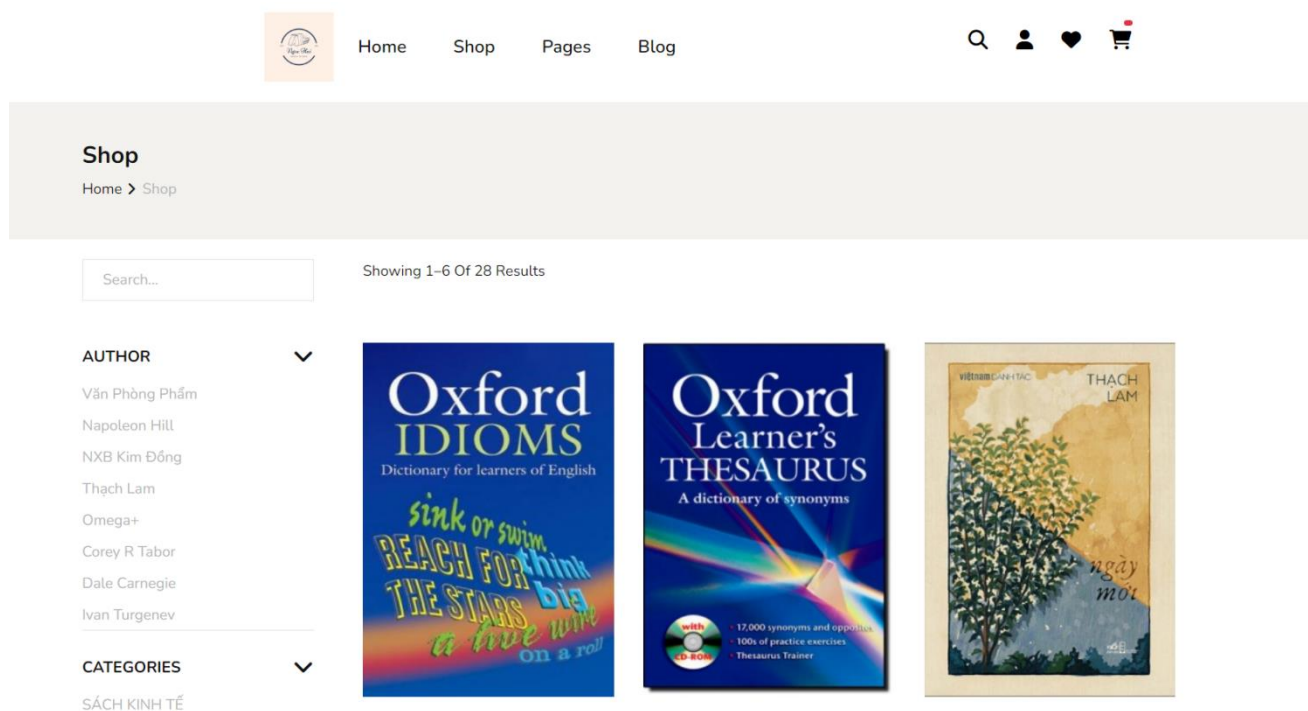 Home Shop Pages Blog
Shop
Home Shop
Search...
Showing 1–6 Of 28 Results
AUTHOR
Văn Phòng Phẩm
Napoleon Hill
NXB Kim Đồng
Thạch Lam
Omega+
Corey R Tabor
Dale Carnegie
Ivan Turgenev
CATEGORIES
SÁCH KINH TẾ
Oxford
IDIOMS
Dictionary for learners of English
sink or swim
REACH FOR
THE STARS
think
big
a live wire
on a roll
Oxford
Learner's
THESAURUS
A dictionary of synonyms
with
CD-ROM
· 17,000 synonyms and opposites
· 100s of practice exercises
· Thesaurus Trainer
việtnam DANH TÁC
THẠCH
LAM
ngày
mới